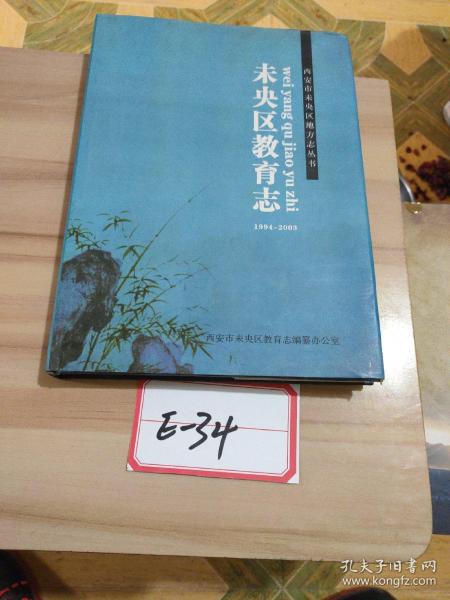 西安市未央区地方志丛书
wei yang qu jiao yu zhi
未央区教育志
1994-2003
西安市未央区教育志编纂办公室
E-34
孔夫子旧书网
www.kongfz.com